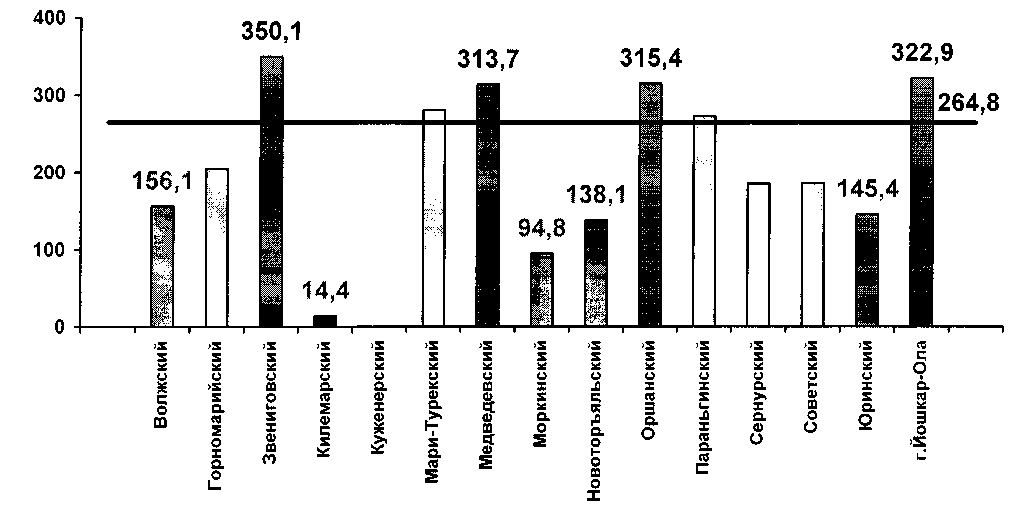 400
300
200
100
0
156,1
350,1
14,4
313,7
94,8
138,1
315,4
145,4
322,9
264,8
Волжский
Горномарийский
Звениговский
Килемарский
Куженерский
Мари-Турекский
Медведевский
Моркинский
Новоторъяльский
Оршанский
Параньгинский
Сернурский
Советский
Юринский
г.Йошкар-Ола